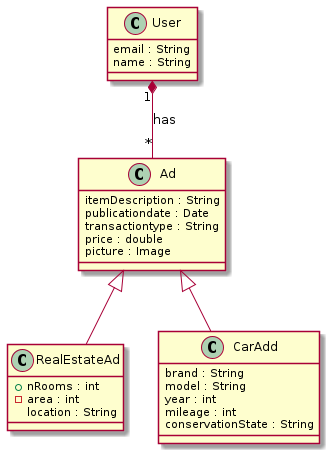 C User
email : String
name : String
1
has
*
C Ad
itemDescription : String
publicationdate : Date
transactiontype : String
price : double
picture : Image
C RealEstateAd
nRooms : int
area : int
location : String
C CarAdd
brand : String
model : String
year : int
mileage : int
conservationState : String